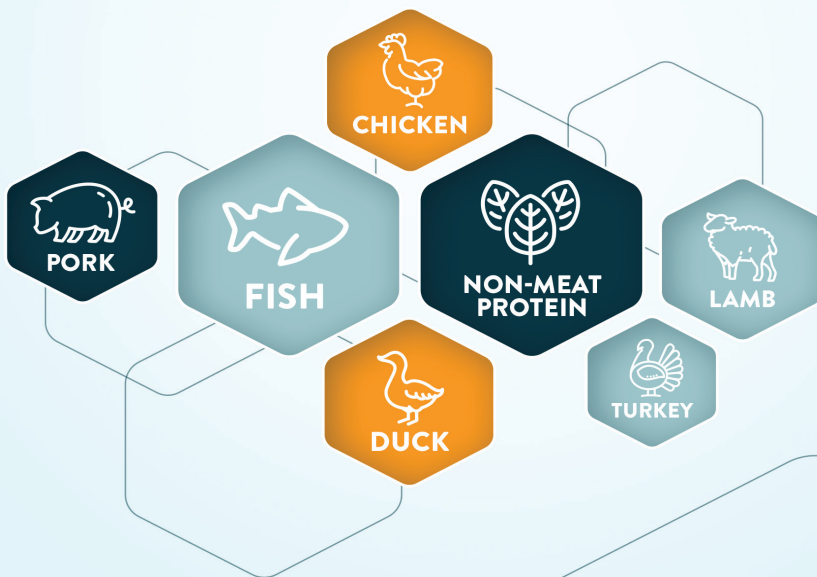 CHICKEN
PORK
FISH
NON-MEAT
PROTEIN
LAMB
DUCK
TURKEY